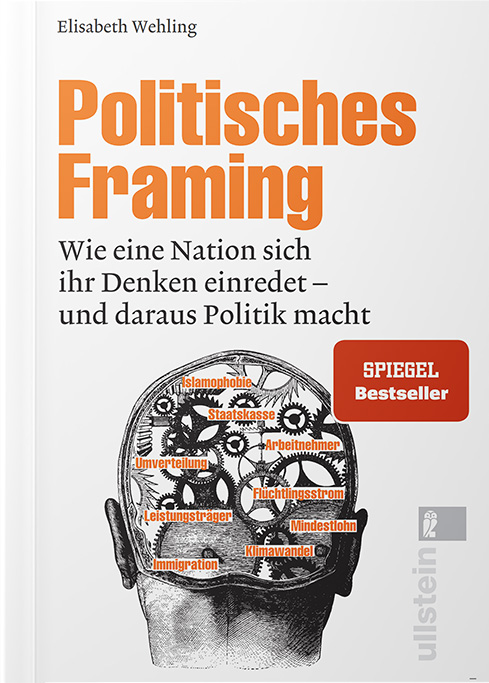 Elisabeth Wehling
Politisches
Framing
Wie eine Nation sich
ihr Denken einredet –
und daraus Politik macht
SPIEGEL
Bestseller
Islamophobie
Staatskasse
Arbeitnehmer
Umverteilung
Flüchtlingsstrom
Leistungsträger
Mindestlohn
Klimawandel
Immigration
ullstein